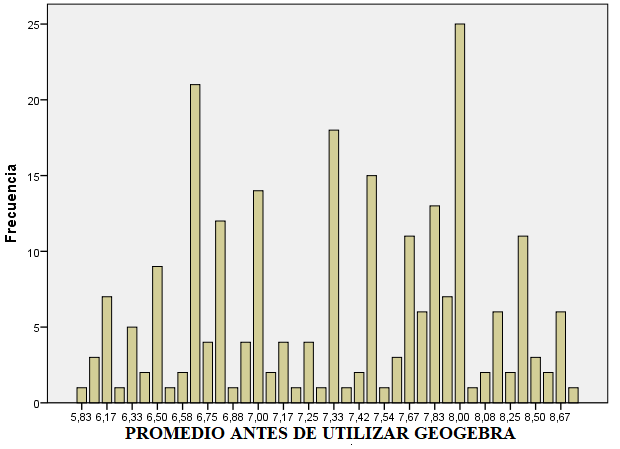 25
20
15
10
5
0
Frecuencia
5,83 6,17 6,33 6,50 6,58 6,75 6,88 7,00 7,17 7,25 7,33 7,42 7,54 7,67 7,83 8,00 8,08 8,25 8,50 8,67
PROMEDIO ANTES DE UTILIZAR GEOGEBRA